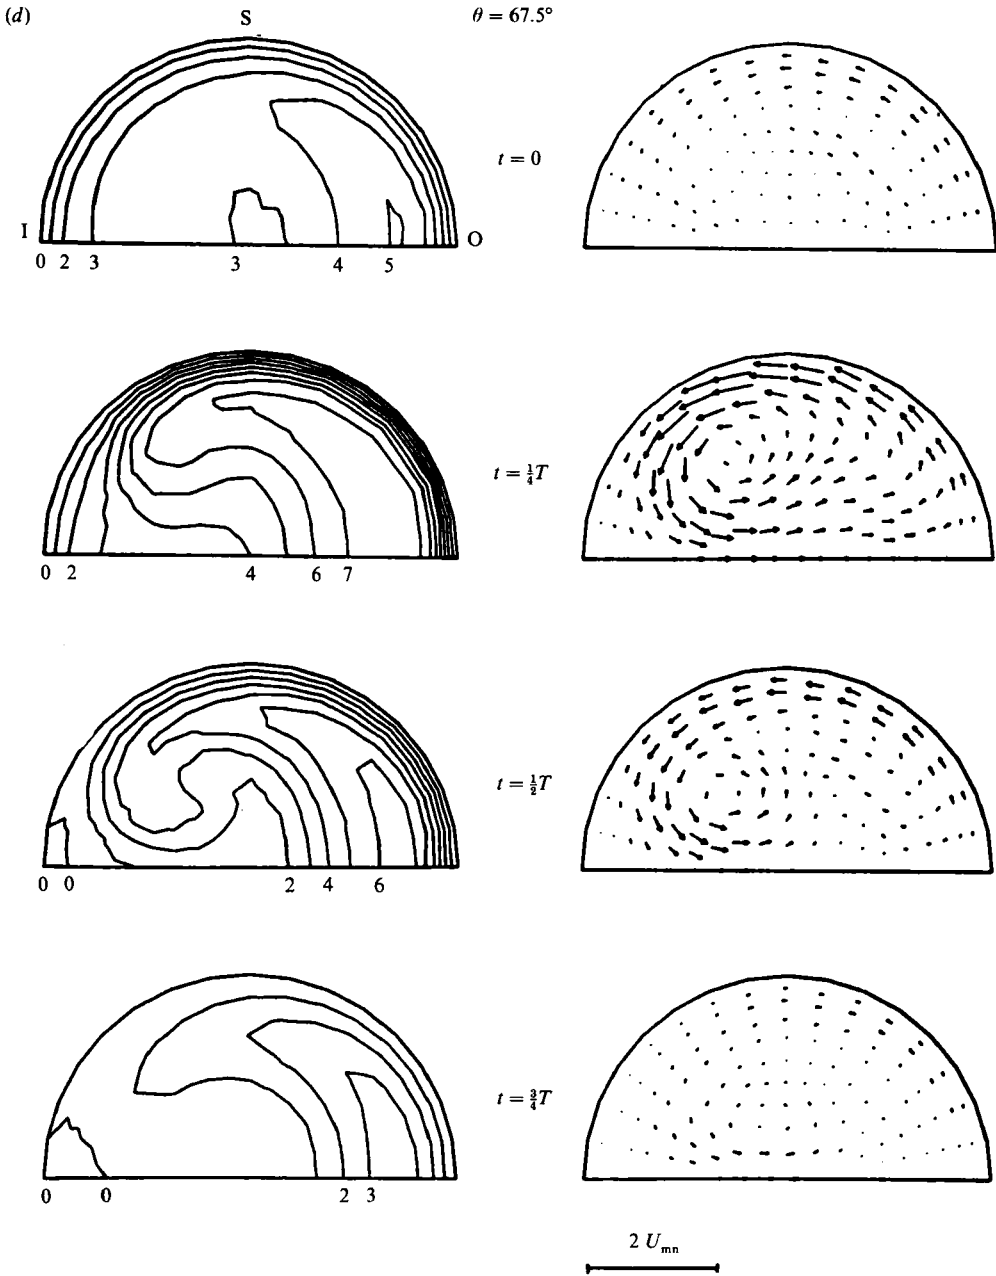 (d)
S
θ = 67.5°
t = 0
I
O
0 2 3 3 4 5
t = ¼T
0 2 4 6 7
t = ½T
0 0 2 4 6
t = ¾T
0 0 2 3
2 Uₘₙ